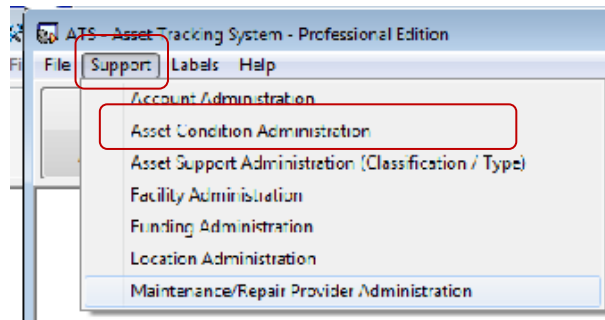 ATS - Asset Tracking System - Professional Edition
Fi
File Support Labels Help
Account Administration
Asset Condition Administration
Asset Support Administration (Classification / Type)
Facility Administration
Funding Administration
Location Administration
Maintenance/Repair Provider Administration